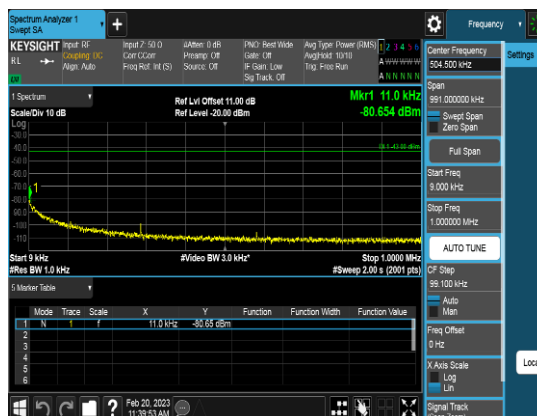 Spectrum Analyzer 1
Swept SA
Frequency
KEYSIGHT
RL
Input: RF
Coupling: DC
Align: Auto
Input Z: 50 Ω
Corr CCorr
Freq Ref: Int (S)
#Atten: 0 dB
Preamp: Off
Source: Off
PNO: Best Wide
Gate: Off
IF Gain: Low
Sig Track: Off
Avg Type: Power (RMS)
Avg|Hold: 10/10
Trig: Free Run
1 2 3 4 5 6
A W W W W W
A N N N N N
1 Spectrum
Scale/Div 10 dB
Ref Lvl Offset 11.00 dB
Ref Level -20.00 dBm
Mkr1 11.0 kHz
-80.654 dBm
Log
-30.0
-40.0
-50.0
-60.0
-70.0
-80.0
-90.0
-100
-110
1
Start 9 kHz
#Res BW 1.0 kHz
#Video BW 3.0 kHz*
Stop 1.0000 MHz
#Sweep 2.00 s (2001 pts)
5 Marker Table
Mode Trace Scale X Y Function Function Width Function Value
1 N 1 f 11.0 kHz -80.65 dBm
2
3
4
5
6
Feb 20, 2023
11:39:53 AM
Center Frequency
504.500 kHz
Settings
Span
991.000000 kHz
Swept Span
Zero Span
Full Span
Start Freq
9.000 kHz
Stop Freq
1.000000 MHz
AUTO TUNE
CF Step
99.100 kHz
Auto
Man
Freq Offset
0 Hz
X Axis Scale
Log
Lin
Loca
Signal Track